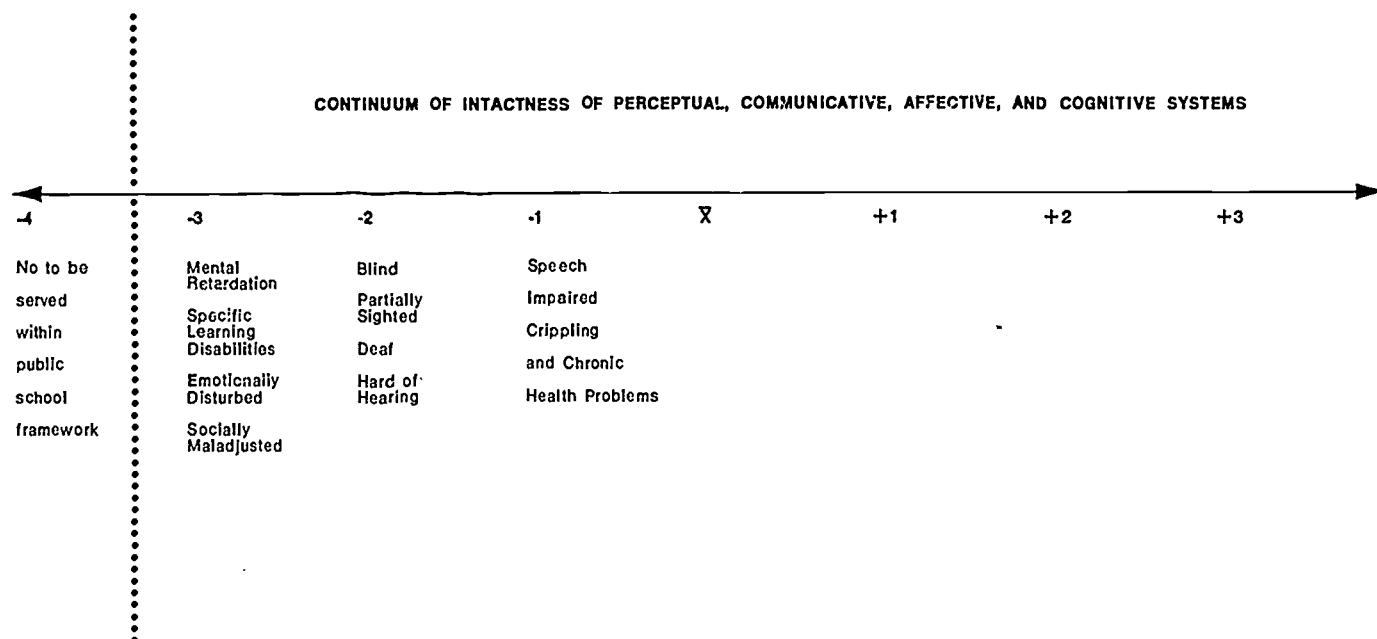 CONTINUUM OF INTACTNESS OF PERCEPTUAL, COMMUNICATIVE, AFFECTIVE, AND COGNITIVE SYSTEMS
-4 -3 -2 -1 X̄ +1 +2 +3
No to be
served
within
public
school
framework
Mental
Retardation
Specific
Learning
Disabilities
Emotionally
Disturbed
Socially
Maladjusted
Blind
Partially
Sighted
Deaf
Hard of
Hearing
Speech
Impaired
Crippling
and Chronic
Health Problems